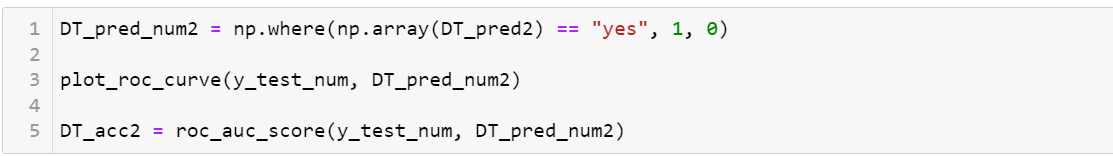 1 DT_pred_num2 = np.where(np.array(DT_pred2) == "yes", 1, 0)
2
3 plot_roc_curve(y_test_num, DT_pred_num2)
4
5 DT_acc2 = roc_auc_score(y_test_num, DT_pred_num2)